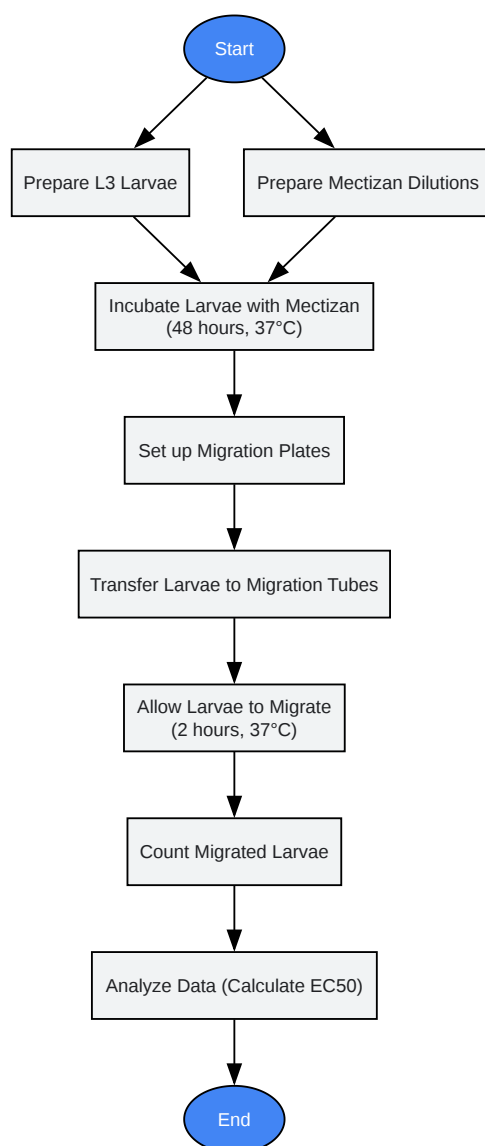 Start
Prepare L3 Larvae
Prepare Mectizan Dilutions
Incubate Larvae with Mectizan
(48 hours, 37°C)
Set up Migration Plates
Transfer Larvae to Migration Tubes
Allow Larvae to Migrate
(2 hours, 37°C)
Count Migrated Larvae
Analyze Data (Calculate EC50)
End